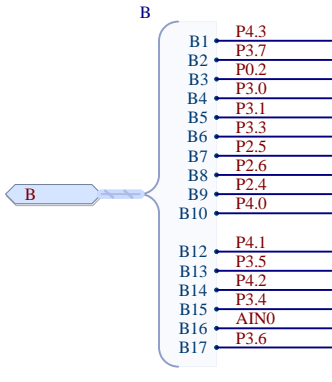 B
B1 P4.3
B2 P3.7
B3 P0.2
B4 P3.0
B5 P3.1
B6 P3.3
B7 P2.5
B8 P2.6
B B9 P2.4
B10 P4.0
B12 P4.1
B13 P3.5
B14 P4.2
B15 P3.4
B16 AIN0
B17 P3.6